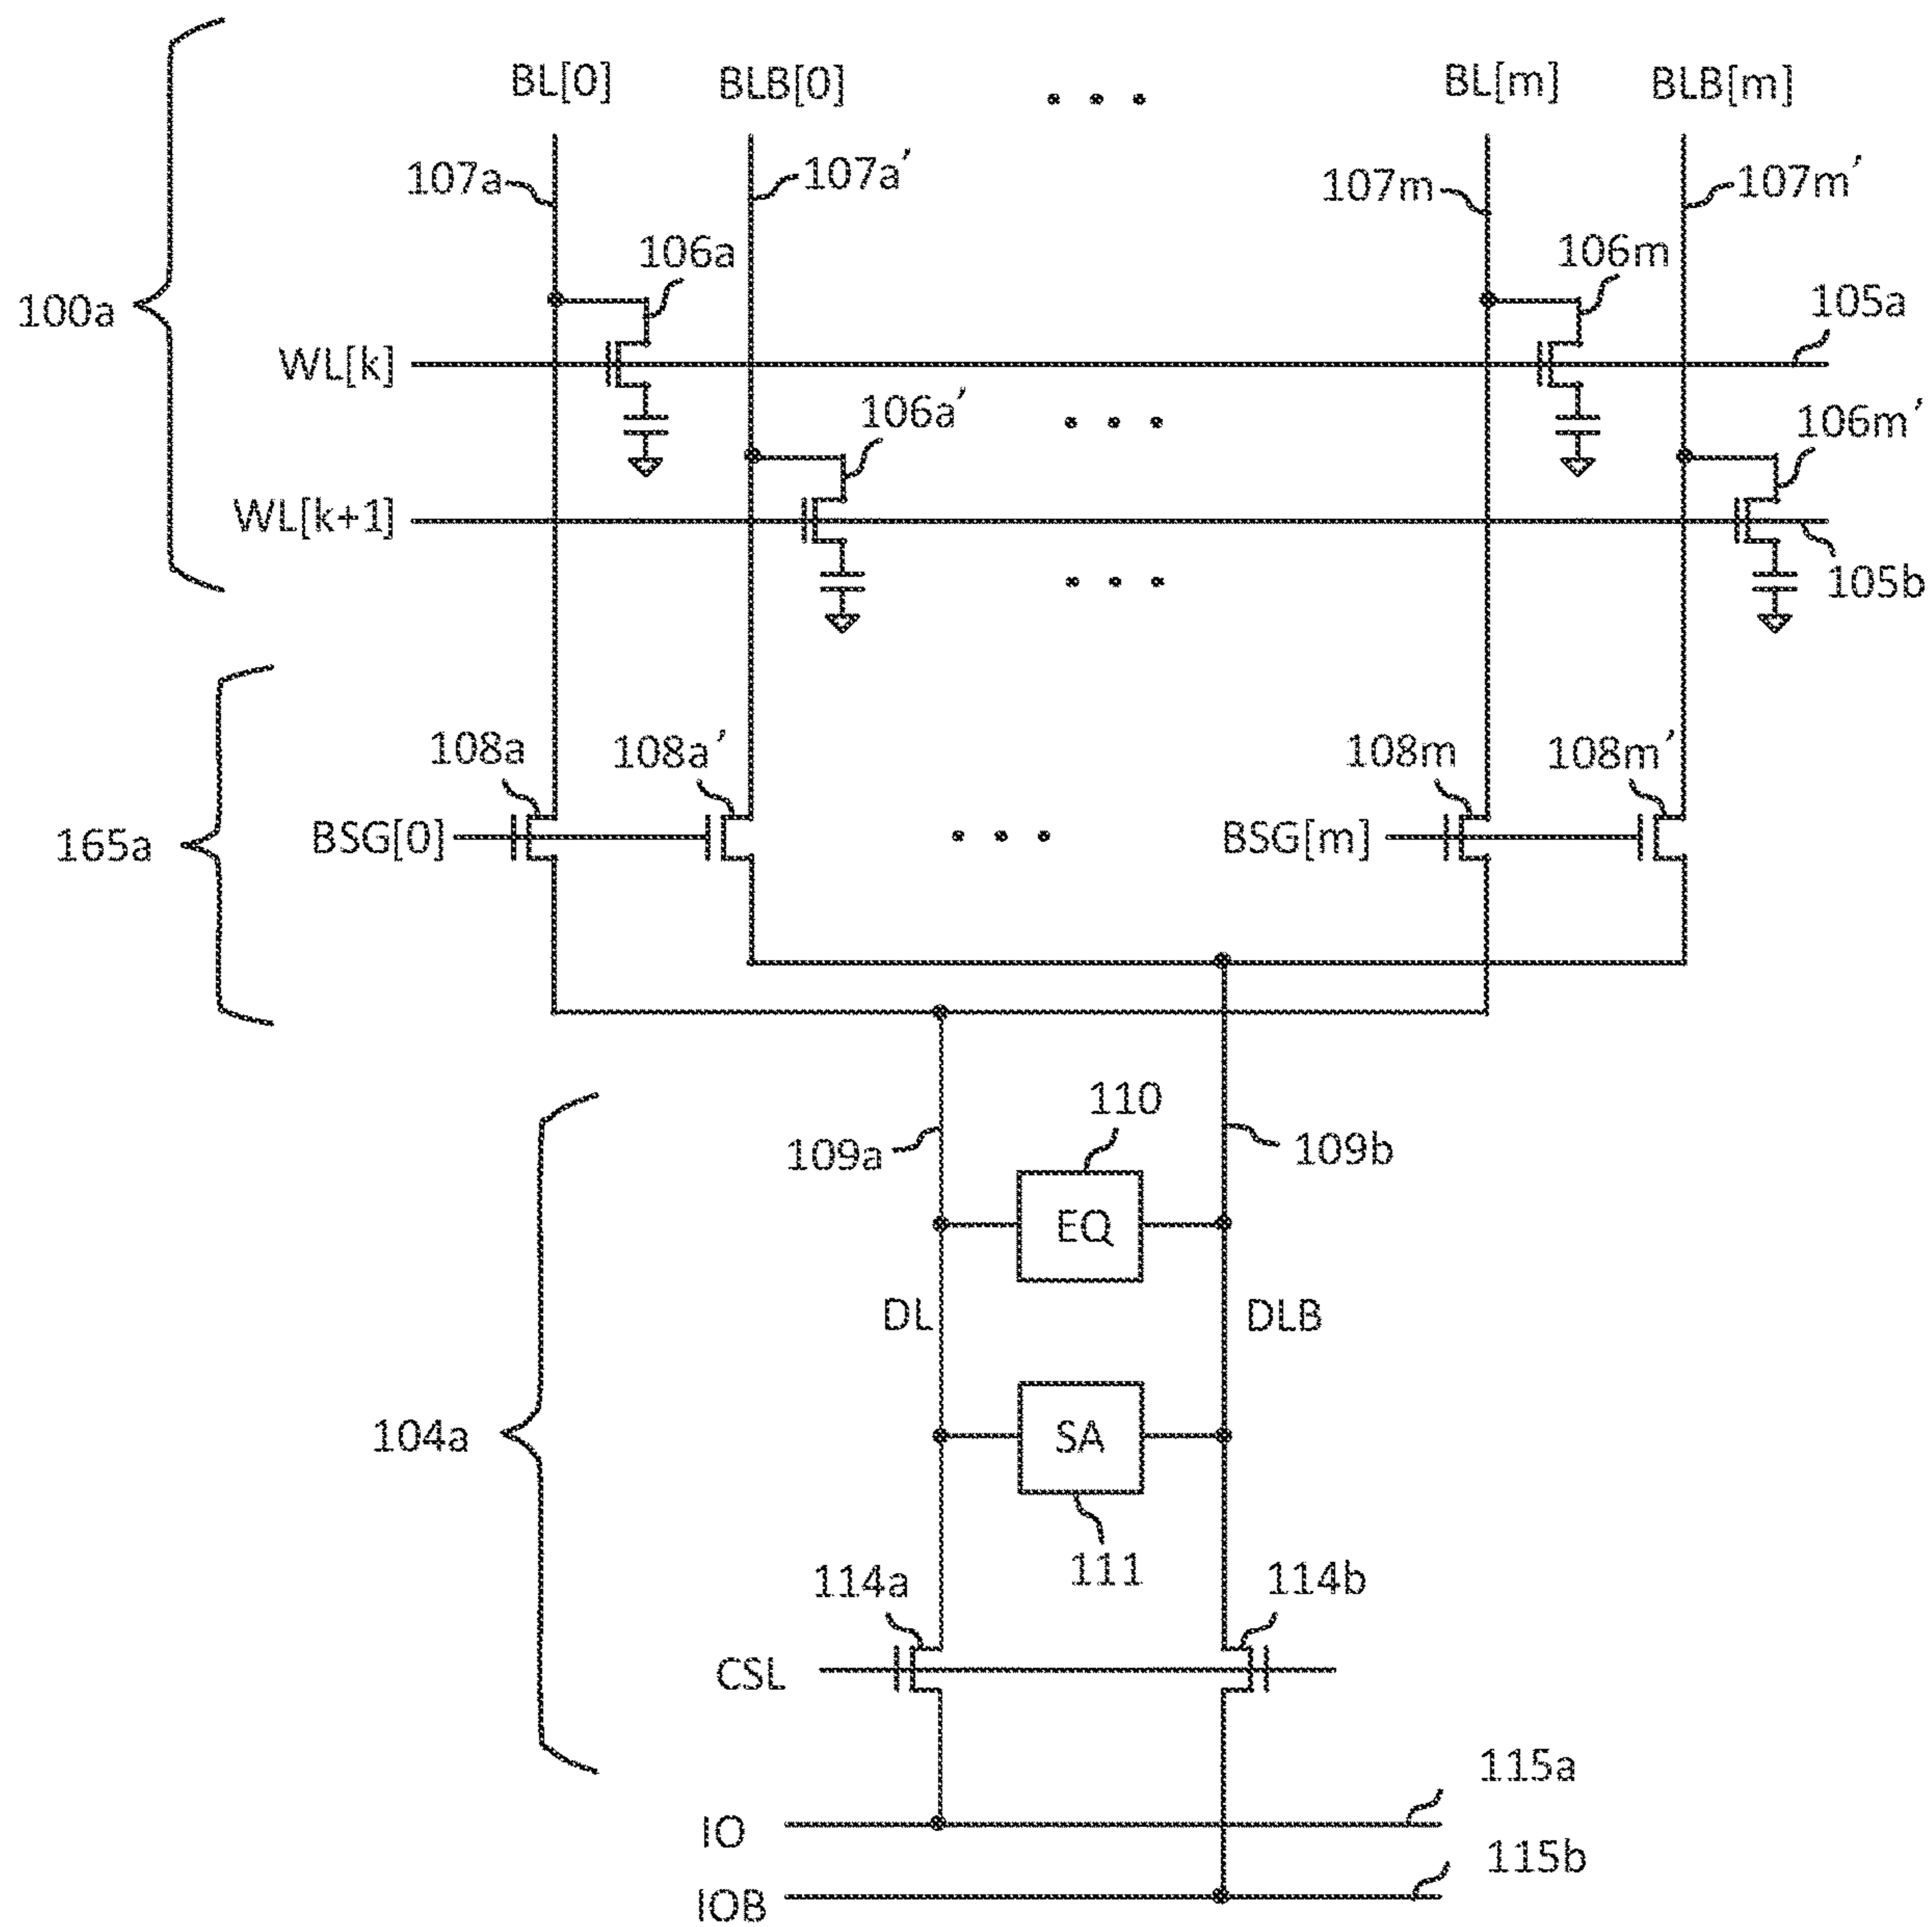 BL[0] BLB[0] • • • BL[m] BLB[m]
107a 107a′ 107m 107m′
106a 106m
100a 105a
WL[k]
106a′ • • • 106m′
WL[k+1]
• • • 105b
108a 108a′ 108m 108m′
165a BSG[0] • • • BSG[m]
110
109a 109b
EQ
DL DLB
104a SA
111
114a 114b
CSL
115a
IO
115b
IOB